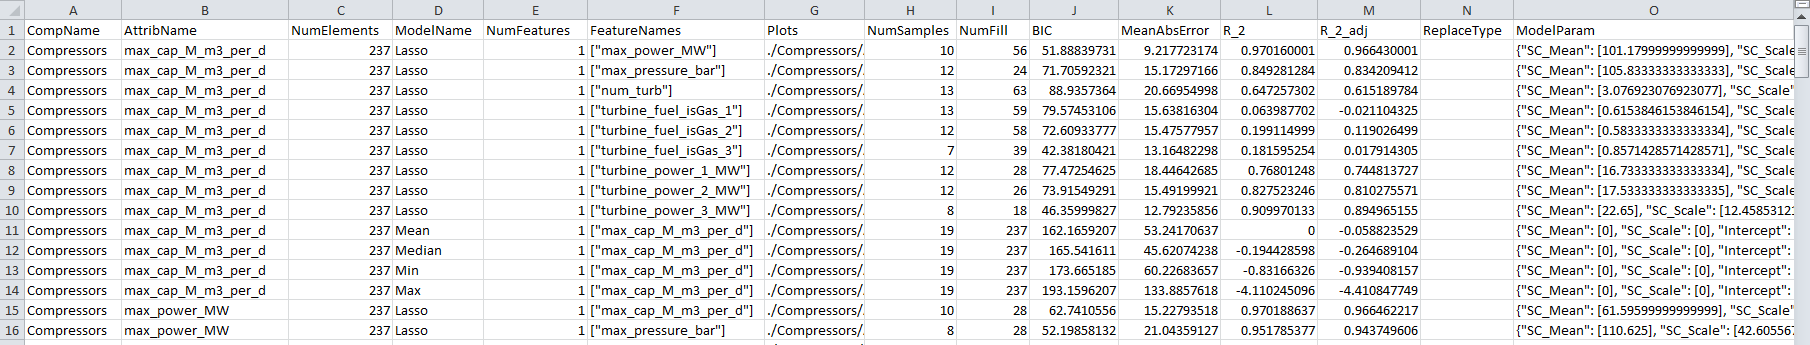 A B C D E F G H I J K L M N O
1 CompName AttribName NumElements ModelName NumFeatures FeatureNames Plots NumSamples NumFill BIC MeanAbsError R_2 R_2_adj ReplaceType ModelParam
2 Compressors max_cap_M_m3_per_d 237 Lasso 1 ["max_power_MW"] ./Compressors/. 10 56 51.88839731 9.217723174 0.970160001 0.966430001 {"SC_Mean": [101.17999999999999], "SC_Scale
3 Compressors max_cap_M_m3_per_d 237 Lasso 1 ["max_pressure_bar"] ./Compressors/. 12 24 71.70592321 15.17297166 0.849281284 0.834209412 {"SC_Mean": [105.83333333333333], "SC_Scale
4 Compressors max_cap_M_m3_per_d 237 Lasso 1 ["num_turb"] ./Compressors/. 13 63 88.9357364 20.66954998 0.647257302 0.615189784 {"SC_Mean": [3.076923076923077], "SC_Scale"
5 Compressors max_cap_M_m3_per_d 237 Lasso 1 ["turbine_fuel_isGas_1"] ./Compressors/. 13 59 79.57453106 15.63816304 0.063987702 -0.021104325 {"SC_Mean": [0.6153846153846154], "SC_Scale
6 Compressors max_cap_M_m3_per_d 237 Lasso 1 ["turbine_fuel_isGas_2"] ./Compressors/. 12 58 72.60933777 15.47577957 0.199114999 0.119026499 {"SC_Mean": [0.5833333333333334], "SC_Scale
7 Compressors max_cap_M_m3_per_d 237 Lasso 1 ["turbine_fuel_isGas_3"] ./Compressors/. 7 39 42.38180421 13.16482298 0.181595254 0.017914305 {"SC_Mean": [0.8571428571428571], "SC_Scale
8 Compressors max_cap_M_m3_per_d 237 Lasso 1 ["turbine_power_1_MW"] ./Compressors/. 12 28 77.47254625 18.44642685 0.76801248 0.744813727 {"SC_Mean": [16.733333333333334], "SC_Scale
9 Compressors max_cap_M_m3_per_d 237 Lasso 1 ["turbine_power_2_MW"] ./Compressors/. 12 26 73.91549291 15.49199921 0.827523246 0.810275571 {"SC_Mean": [17.533333333333335], "SC_Scale
10 Compressors max_cap_M_m3_per_d 237 Lasso 1 ["turbine_power_3_MW"] ./Compressors/. 8 18 46.35999827 12.79235856 0.909970133 0.894965155 {"SC_Mean": [22.65], "SC_Scale": [12.4585312
11 Compressors max_cap_M_m3_per_d 237 Mean 1 ["max_cap_M_m3_per_d"] ./Compressors/. 19 237 162.1659207 53.24170637 0 -0.058823529 {"SC_Mean": [0], "SC_Scale": [0], "Intercept":
12 Compressors max_cap_M_m3_per_d 237 Median 1 ["max_cap_M_m3_per_d"] ./Compressors/. 19 237 165.541611 45.62074238 -0.194428598 -0.264689104 {"SC_Mean": [0], "SC_Scale": [0], "Intercept":
13 Compressors max_cap_M_m3_per_d 237 Min 1 ["max_cap_M_m3_per_d"] ./Compressors/. 19 237 173.665185 60.22683657 -0.83166326 -0.939408157 {"SC_Mean": [0], "SC_Scale": [0], "Intercept":
14 Compressors max_cap_M_m3_per_d 237 Max 1 ["max_cap_M_m3_per_d"] ./Compressors/. 19 237 193.1596207 133.8857618 -4.110245096 -4.410847749 {"SC_Mean": [0], "SC_Scale": [0], "Intercept":
15 Compressors max_power_MW 237 Lasso 1 ["max_cap_M_m3_per_d"] ./Compressors/. 10 28 62.7410556 15.22793518 0.970188637 0.966462217 {"SC_Mean": [61.59599999999999], "SC_Scale
16 Compressors max_power_MW 237 Lasso 1 ["max_pressure_bar"] ./Compressors/. 8 28 52.19858132 21.04359127 0.951785377 0.943749606 {"SC_Mean": [110.625], "SC_Scale": [42.60556